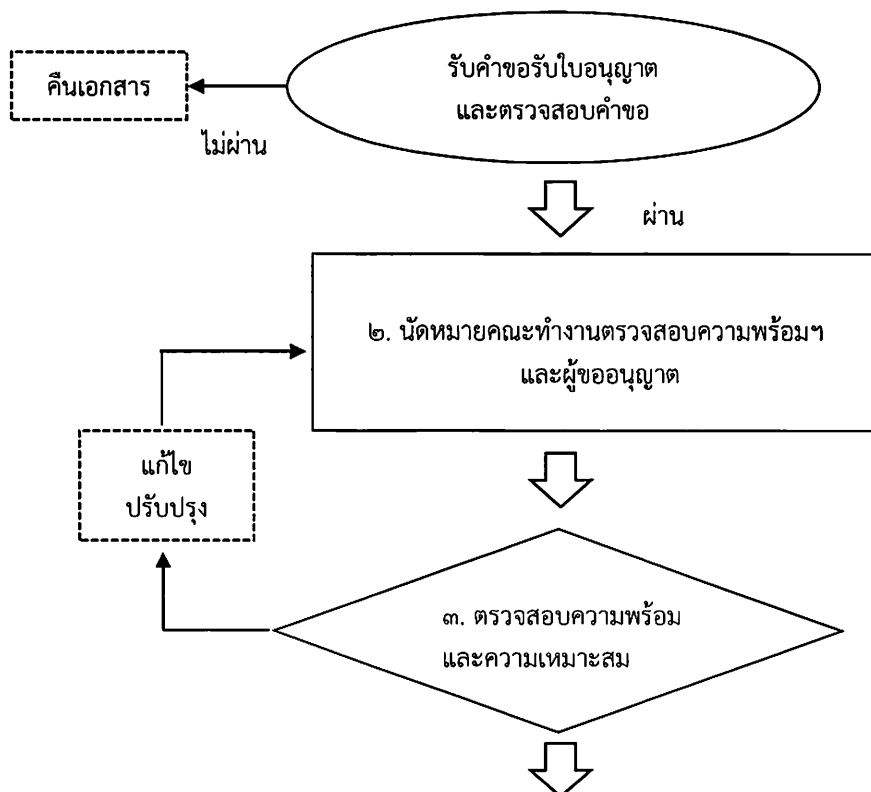 รับคำขอรับใบอนุญาต
และตรวจสอบคำขอ
คืนเอกสาร
ไม่ผ่าน
ผ่าน
๒. นัดหมายคณะทำงานตรวจสอบความพร้อมฯ
และผู้ขออนุญาต
แก้ไข
ปรับปรุง
๓. ตรวจสอบความพร้อม
และความเหมาะสม